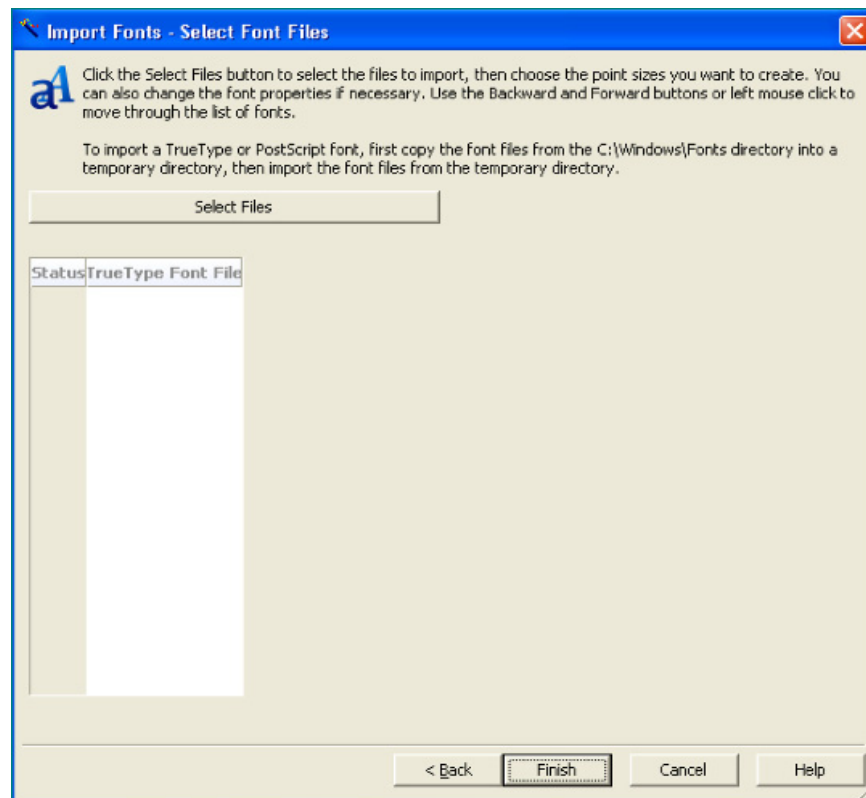 Import Fonts - Select Font Files
Click the Select Files button to select the files to import, then choose the point sizes you want to create. You
can also change the font properties if necessary. Use the Backward and Forward buttons or left mouse click to
move through the list of fonts.
To import a TrueType or PostScript font, first copy the font files from the C:\Windows\Fonts directory into a
temporary directory, then import the font files from the temporary directory.
Select Files
Status TrueType Font File
< Back Finish Cancel Help